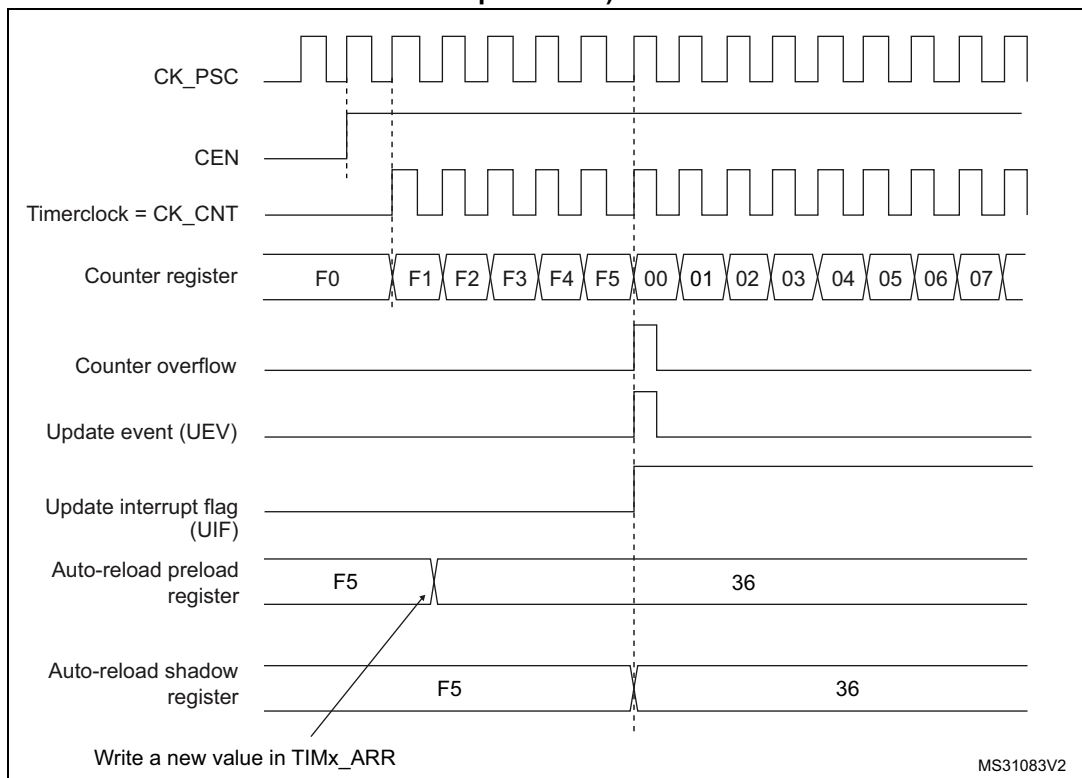 CK_PSC
CEN
Timerclock = CK_CNT
Counter register F0 F1 F2 F3 F4 F5 00 01 02 03 04 05 06 07
Counter overflow
Update event (UEV)
Update interrupt flag
(UIF)
Auto-reload preload
register
F5 36
Auto-reload shadow
register
F5 36
Write a new value in TIMx_ARR
MS31083V2